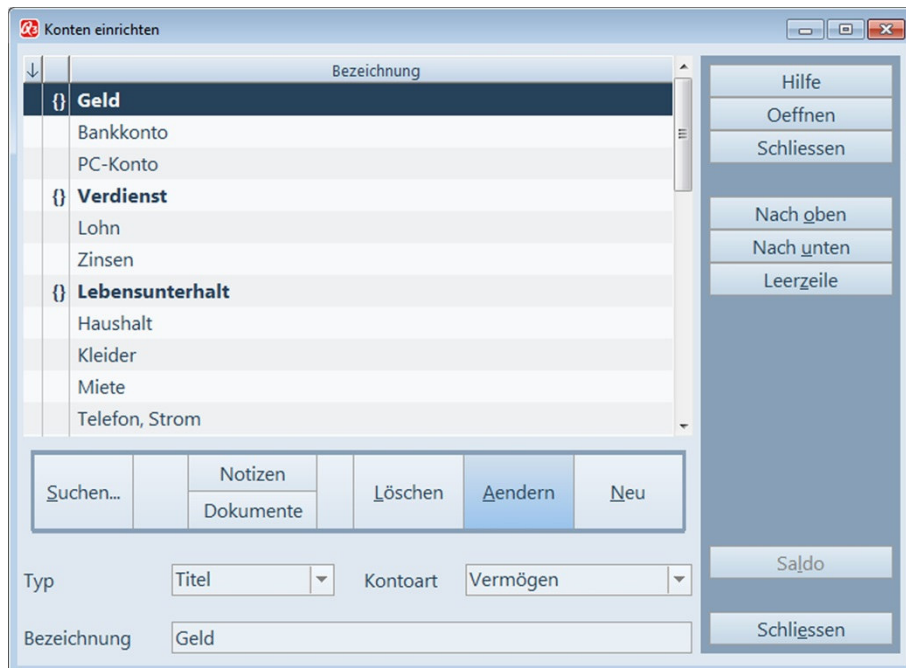 Konten einrichten
Bezeichnung
{} Geld
Bankkonto
PC-Konto
{} Verdienst
Lohn
Zinsen
{} Lebensunterhalt
Haushalt
Kleider
Miete
Telefon, Strom
Hilfe
Oeffnen
Schliessen
Nach oben
Nach unten
Leerzeile
Suchen...
Notizen
Dokumente
Löschen
Aendern
Neu
Saldo
Typ Titel Kontoart Vermögen
Bezeichnung Geld
Schliessen